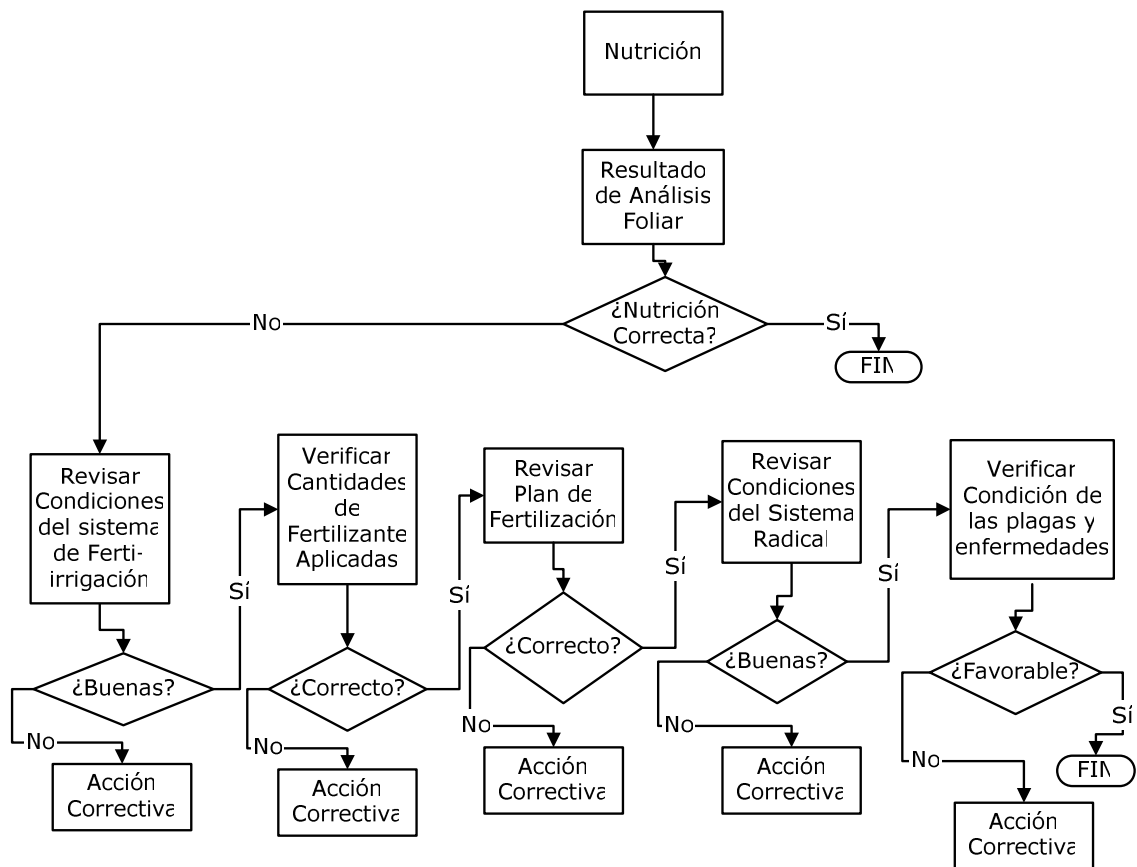 Nutrición
Resultado
de Análisis
Foliar
¿Nutrición
Correcta?
No
Sí
FIN
Revisar
Condiciones
del sistema
de Ferti-
irrigación
¿Buenas?
Sí
No
Acción
Correctiva
Verificar
Cantidades
de
Fertilizante
Aplicadas
¿Correcto?
Sí
No
Acción
Correctiva
Revisar
Plan de
Fertilización
¿Correcto?
Sí
No
Acción
Correctiva
Revisar
Condiciones
del Sistema
Radical
¿Buenas?
Sí
No
Acción
Correctiva
Verificar
Condición de
las plagas y
enfermedades
¿Favorable?
Sí
FIN
No
Acción
Correctiva